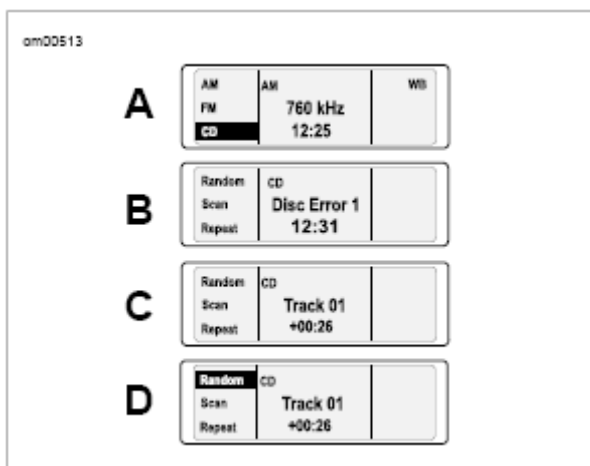 om00513
A
AM AM WB
FM 760 kHz
CD 12:25
B
Random CD
Scan Disc Error 1
Repeat 12:31
C
Random CD
Scan Track 01
Repeat +00:26
D
Random CD
Scan Track 01
Repeat +00:26